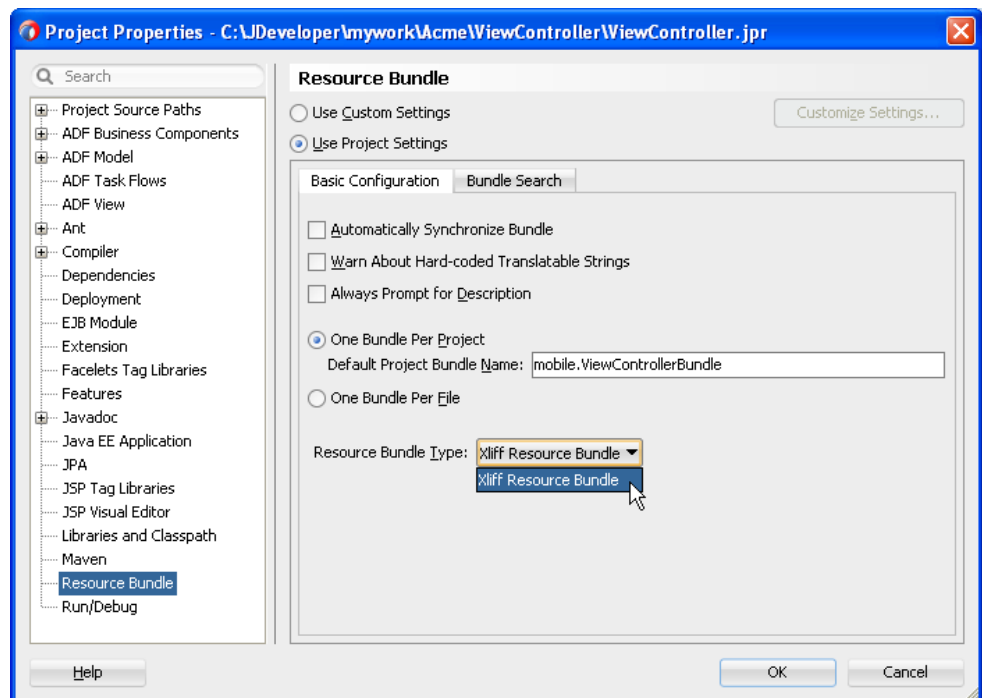 Project Properties - C:\JDeveloper\mywork\Acme\ViewController\ViewController.jpr
Search
Project Source Paths
ADF Business Components
ADF Model
ADF Task Flows
ADF View
Ant
Compiler
Dependencies
Deployment
EJB Module
Extension
Facelets Tag Libraries
Features
Javadoc
Java EE Application
JPA
JSP Tag Libraries
JSP Visual Editor
Libraries and Classpath
Maven
Resource Bundle
Run/Debug
Resource Bundle
Use Custom Settings
Customize Settings...
Use Project Settings
Basic Configuration
Bundle Search
Automatically Synchronize Bundle
Warn About Hard-coded Translatable Strings
Always Prompt for Description
One Bundle Per Project
Default Project Bundle Name: mobile.ViewControllerBundle
One Bundle Per File
Resource Bundle Type: Xliff Resource Bundle
Xliff Resource Bundle
Help
OK
Cancel